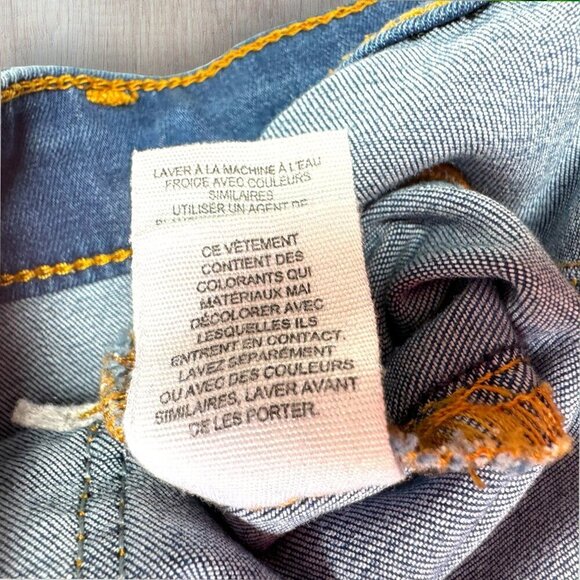 LAVER À LA MACHINE À L'EAU
FROIDE AVEC COULEURS
SIMILAIRES
UTILISER UN AGENT DE
CE VÊTEMENT
CONTIENT DES
COLORANTS QUI
MATÉRIAUX MAI
DÉCOLORER AVEC
LESQUELLES ILS
ENTRENT EN CONTACT.
LAVEZ SÉPARÉMENT
OU AVEC DES COULEURS
SIMILAIRES, LAVER AVANT
DE LES PORTER.